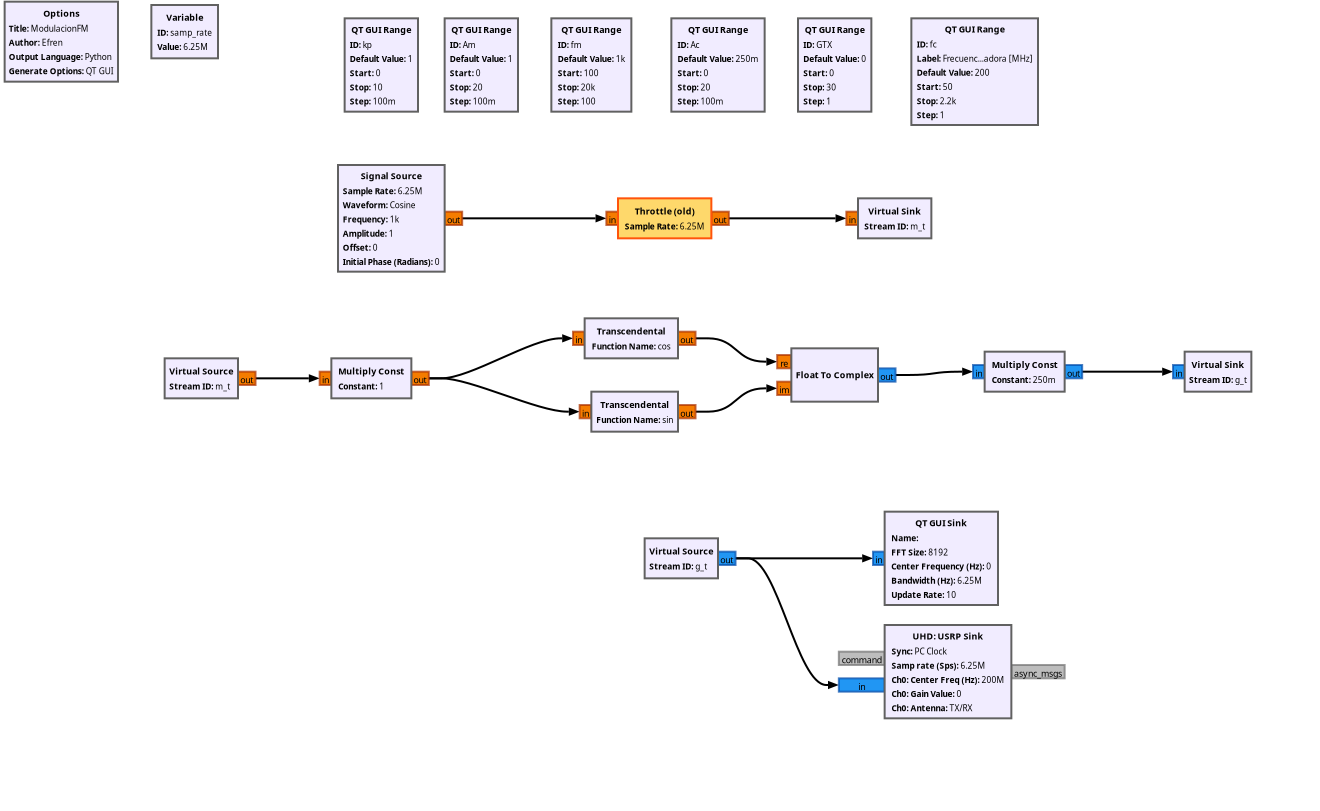 Options
Title: ModulacionFM
Author: Efren
Output Language: Python
Generate Options: QT GUI
Variable
ID: samp_rate
Value: 6.25M
QT GUI Range
ID: kp
Default Value: 1
Start: 0
Stop: 10
Step: 100m
QT GUI Range
ID: Am
Default Value: 1
Start: 0
Stop: 20
Step: 100m
QT GUI Range
ID: fm
Default Value: 1k
Start: 100
Stop: 20k
Step: 100
QT GUI Range
ID: Ac
Default Value: 250m
Start: 0
Stop: 20
Step: 100m
QT GUI Range
ID: GTX
Default Value: 0
Start: 0
Stop: 30
Step: 1
QT GUI Range
ID: fc
Label: Frecuenc...adora [MHz]
Default Value: 200
Start: 50
Stop: 2.2k
Step: 1
Signal Source
Sample Rate: 6.25M
Waveform: Cosine
Frequency: 1k
Amplitude: 1
Offset: 0
Initial Phase (Radians): 0
out
in
Throttle (old)
Sample Rate: 6.25M
out
in
Virtual Sink
Stream ID: m_t
Virtual Source
Stream ID: m_t
out
in
Multiply Const
Constant: 1
out
in
Transcendental
Function Name: cos
out
in
Transcendental
Function Name: sin
out
re
im
Float To Complex
out
in
Multiply Const
Constant: 250m
out
in
Virtual Sink
Stream ID: g_t
Virtual Source
Stream ID: g_t
out
in
QT GUI Sink
Name:
FFT Size: 8192
Center Frequency (Hz): 0
Bandwidth (Hz): 6.25M
Update Rate: 10
command
in
UHD: USRP Sink
Sync: PC Clock
Samp rate (Sps): 6.25M
Ch0: Center Freq (Hz): 200M
Ch0: Gain Value: 0
Ch0: Antenna: TX/RX
async_msgs